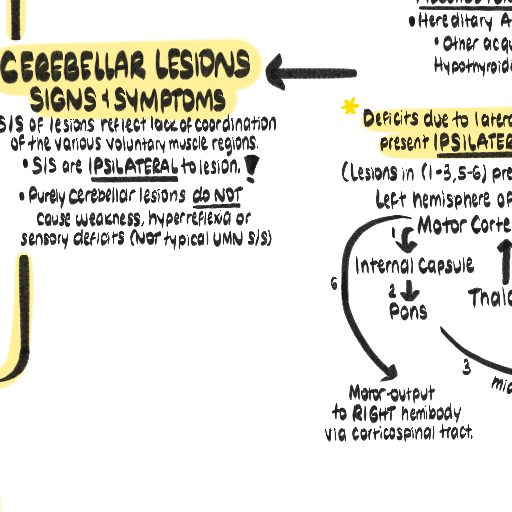 CEREBELLAR LESIONS
SIGNS & SYMPTOMS
S/S OF lesions reflect lack of coordination
of the various voluntary muscle regions.
• S/S are IPSILATERAL to lesion. !
• Purely cerebellar lesions do NOT
cause weakness, hyperreflexia or
sensory deficits (NOT typical UMN S/S)
• Hereditary A
• Other acqu
Hypothyroidi
* Deficits due to latera
present IPSILATER
(Lesions in (1-3,5-6) pre
Left hemisphere of
Motor Corte
1
Internal Capsule
6
2
Pons
Thala
3
mid
Motor output
to RIGHT hemibody
via corticospinal tract.